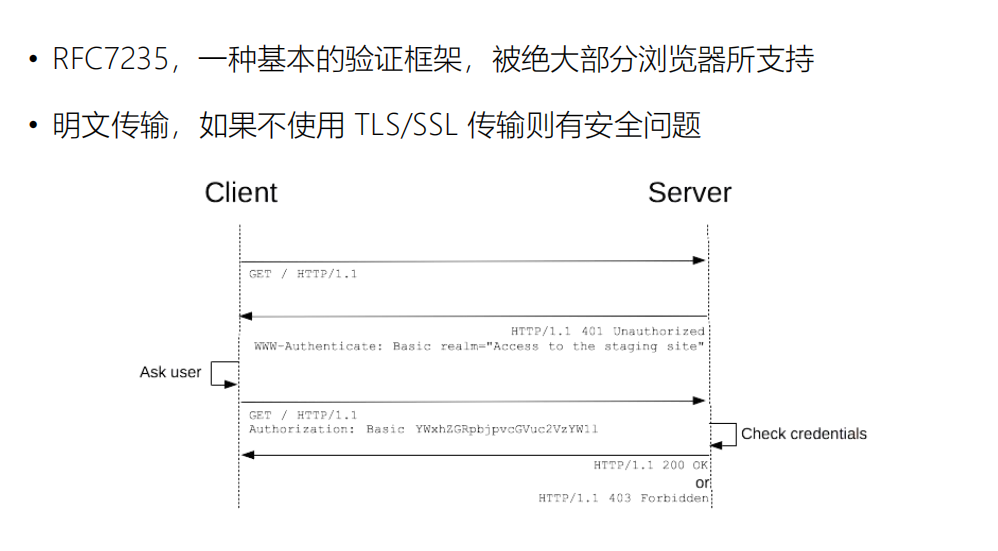 • RFC7235，一种基本的验证框架，被绝大部分浏览器所支持
• 明文传输，如果不使用 TLS/SSL 传输则有安全问题
Client
Server
GET / HTTP/1.1
HTTP/1.1 401 Unauthorized
WWW-Authenticate: Basic realm="Access to the staging site"
Ask user
GET / HTTP/1.1
Authorization: Basic YWxhZGRpbjpvcGVuc2VzYW1l
Check credentials
HTTP/1.1 200 OK
or
HTTP/1.1 403 Forbidden